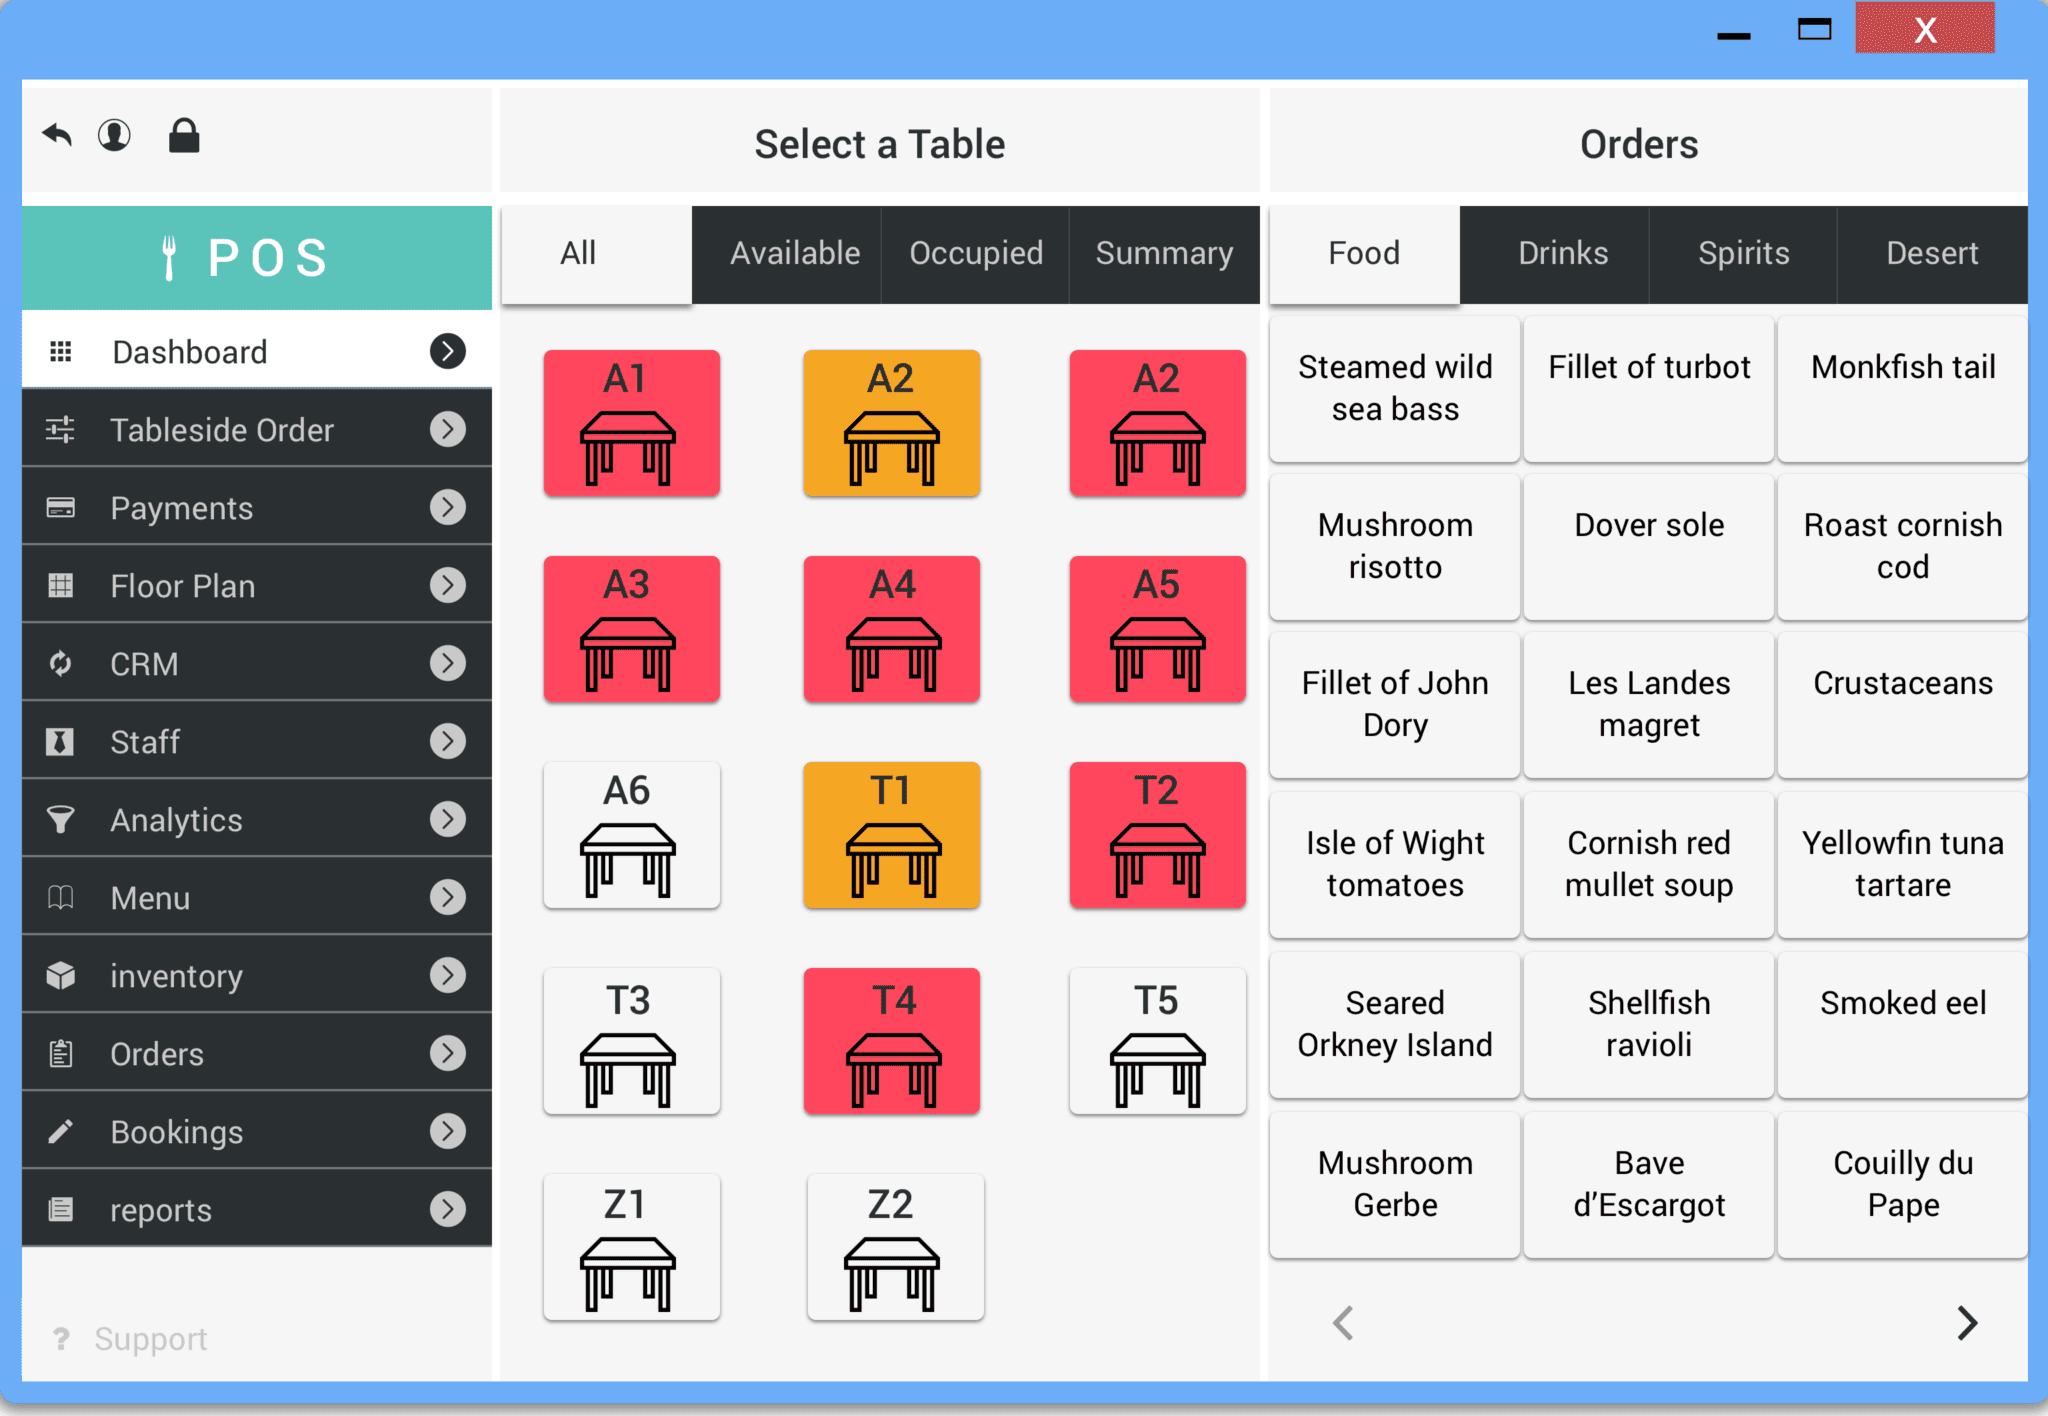 X
Select a Table
Orders
POS
All
Available
Occupied
Summary
Food
Drinks
Spirits
Desert
Dashboard
Tableside Order
Payments
Floor Plan
CRM
Staff
Analytics
Menu
inventory
Orders
Bookings
reports
? Support
A1
A2
A2
A3
A4
A5
A6
T1
T2
T3
T4
T5
Z1
Z2
Steamed wild
sea bass
Fillet of turbot
Monkfish tail
Mushroom
risotto
Dover sole
Roast cornish
cod
Fillet of John
Dory
Les Landes
magret
Crustaceans
Isle of Wight
tomatoes
Cornish red
mullet soup
Yellowfin tuna
tartare
Seared
Orkney Island
Shellfish
ravioli
Smoked eel
Mushroom
Gerbe
Bave
d’Escargot
Couilly du
Pape